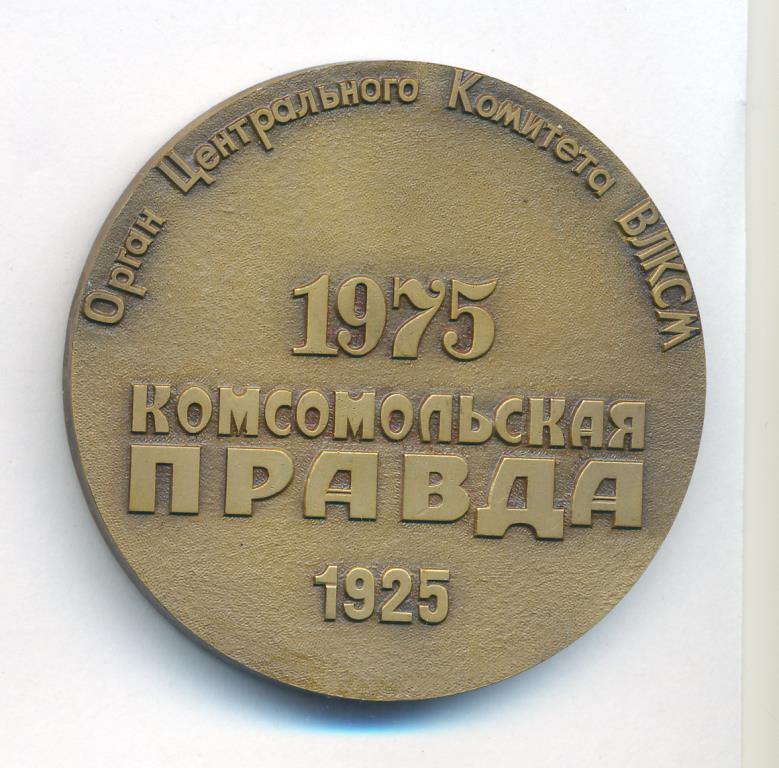 Орган Центрального Комитета ВЛКСМ
1975
КОМСОМОЛЬСКАЯ
ПРАВДА
1925